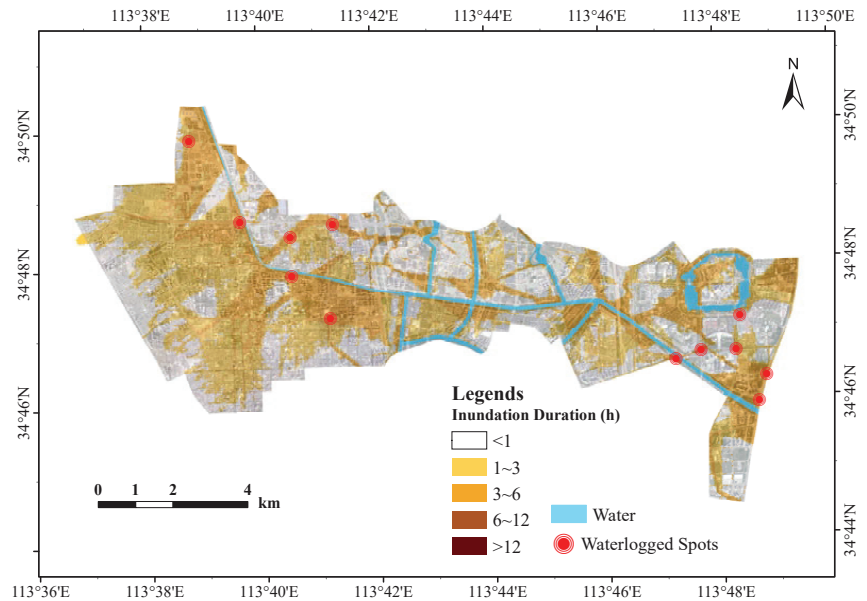 113°38'E 113°40'E 113°42'E 113°44'E 113°46'E 113°48'E 113°50'E
N
34°50'N 34°50'N
34°48'N 34°48'N
34°46'N 34°46'N
34°44'N
Legends
Inundation Duration (h)
<1
1~3
3~6
6~12
>12
Water
Waterlogged Spots
0 1 2 4
km
113°36'E 113°38'E 113°40'E 113°42'E 113°44'E 113°46'E 113°48'E